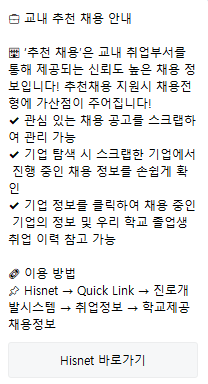 💼 교내 추천 채용 안내
🏫 '추천 채용'은 교내 취업부서를
통해 제공되는 신뢰도 높은 채용 정
보입니다! 추천채용 지원시 채용전
형에 가산점이 주어집니다!
✔ 관심 있는 채용 공고를 스크랩하
여 관리 가능
✔ 기업 탐색 시 스크랩한 기업에서
진행 중인 채용 정보를 손쉽게 확
인
✔ 기업 정보를 클릭하여 채용 중인
기업의 정보 및 우리 학교 졸업생
취업 이력 참고 가능
🔗 이용 방법
📌 Hisnet → Quick Link → 진로개
발시스템 → 취업정보 → 학교제공
채용정보
Hisnet 바로가기